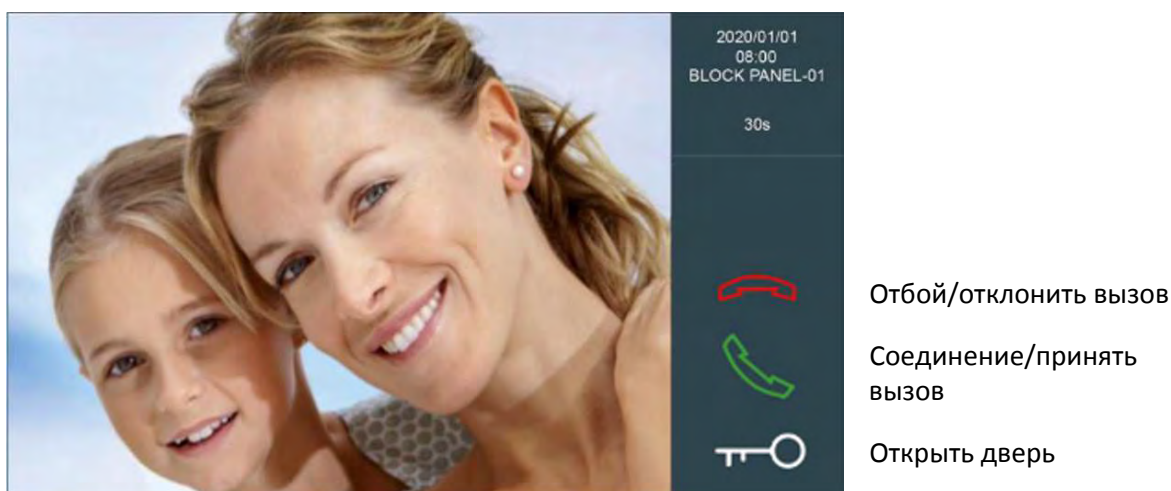 2020/01/01
08:00
BLOCK PANEL-01
30s
Отбой/отклонить вызов
Соединение/принять
вызов
Открыть дверь